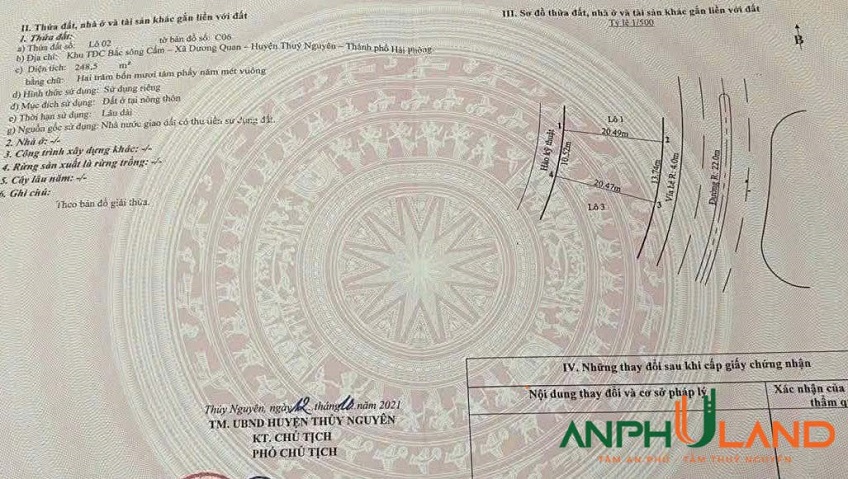 II. Thửa đất, nhà ở và tài sản khác gắn liền với đất
1. Thửa đất:
a) Thửa đất số: Lô 02 tờ bản đồ số: C06
b) Địa chỉ: Khu TĐC Bắc sông Cấm – Xã Dương Quan – Huyện Thuỷ Nguyên – Thành phố Hải Phòng.
c) Diện tích: 248,5 m²
bằng chữ: Hai trăm bốn mươi tám phẩy năm mét vuông
d) Hình thức sử dụng: Sử dụng riêng
đ) Mục đích sử dụng: Đất ở tại nông thôn
e) Thời hạn sử dụng: Lâu dài
g) Nguồn gốc sử dụng: Nhà nước giao đất có thu tiền sử dụng đất.
2. Nhà ở: -/-
3. Công trình xây dựng khác: -/-
4. Rừng sản xuất là rừng trồng: -/-
5. Cây lâu năm: -/-
6. Ghi chú:
Theo bản đồ giải thửa.
Thủy Nguyên, ngày 12 tháng 10 năm 2021
TM. UBND HUYỆN THỦY NGUYÊN
KT. CHỦ TỊCH
PHÓ CHỦ TỊCH
III. Sơ đồ thửa đất, nhà ở và tài sản khác gắn liền với đất
Tỷ lệ 1/500
B
Lô 1
1
20.49m
2
Hào kỹ thuật
10.52m
13.76m
Vỉa Lề R: 4.0m
Đường R: 22.0m
4
20.47m
3
Lô 3
IV. Những thay đổi sau khi cấp giấy chứng nhận
Nội dung thay đổi và cơ sở pháp lý
Xác nhận của
thẩm q
ANPHULAND
TÂM AN PHÚ - TÂM THUỶ NGUYÊN